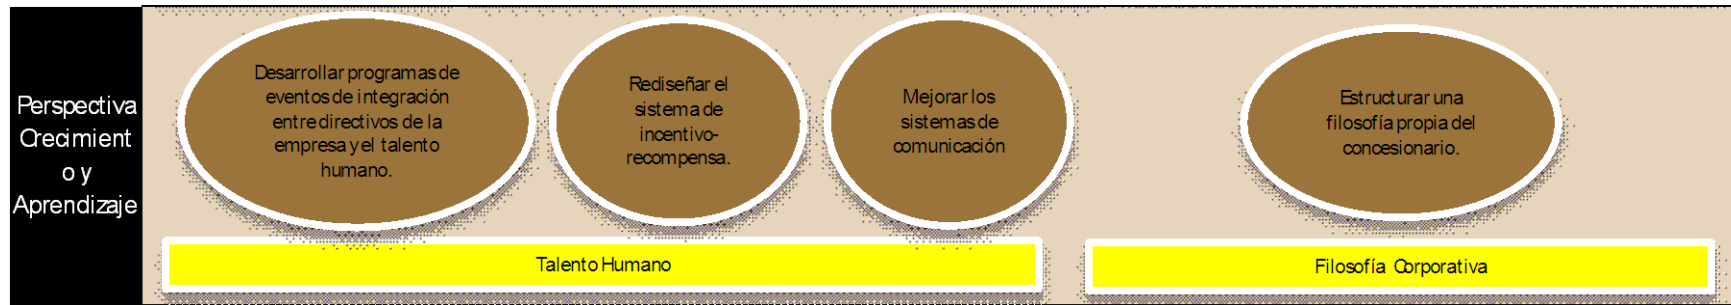 Perspectiva
Crecimient
o y
Aprendizaje
Desarrollar programas de
eventos de integración
entre directivos de la
empresa y el talento
humano.
Rediseñar el
sistema de
incentivo-
recompensa.
Mejorar los
sistemas de
comunicación
Estructurar una
filosofía propia del
concesionario.
Talento Humano
Filosofía Corporativa